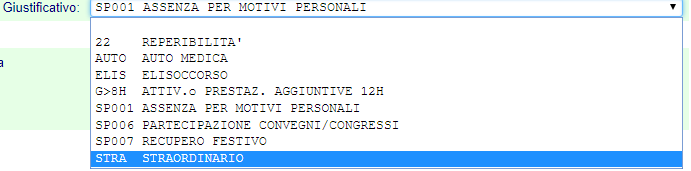 Giustificativo: SP001 ASSENZA PER MOTIVI PERSONALI
22 REPERIBILITA'
AUTO AUTO MEDICA
ELIS ELISOCCORSO
G>8H ATTIV.o PRESTAZ. AGGIUNTIVE 12H
SP001 ASSENZA PER MOTIVI PERSONALI
SP006 PARTECIPAZIONE CONVEGNI/CONGRESSI
SP007 RECUPERO FESTIVO
STRA STRAORDINARIO
a